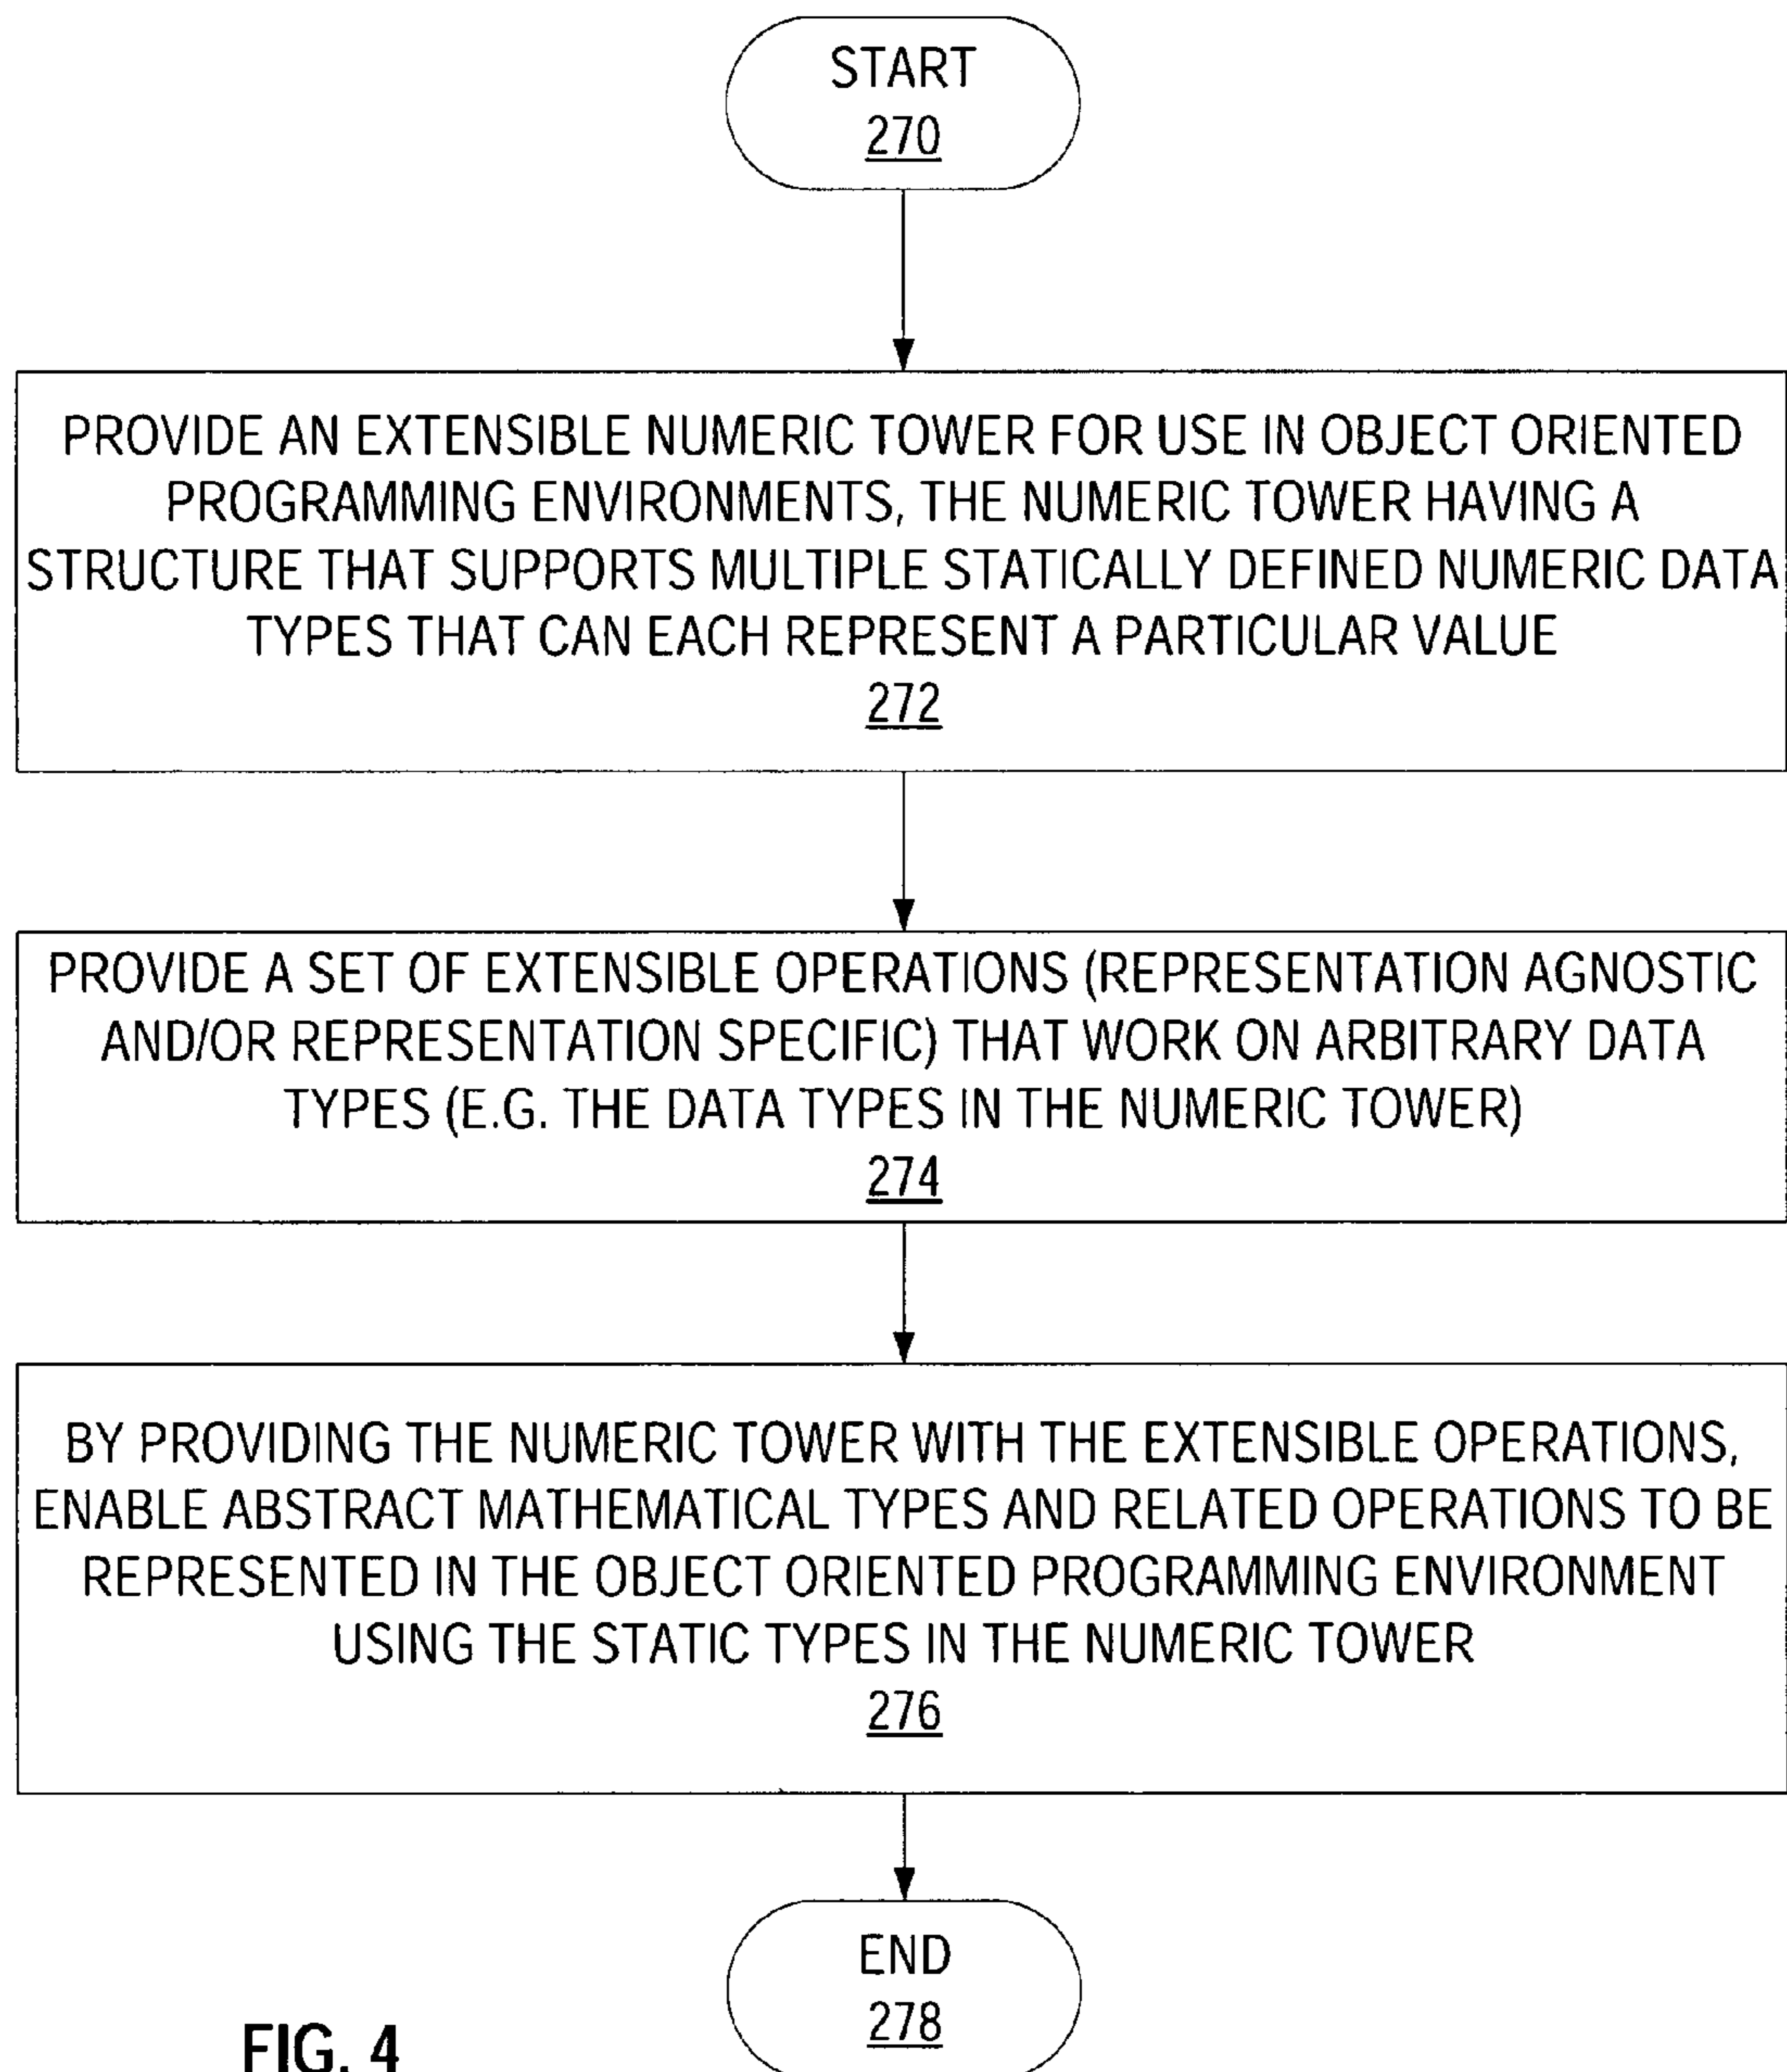 START
270
PROVIDE AN EXTENSIBLE NUMERIC TOWER FOR USE IN OBJECT ORIENTED
PROGRAMMING ENVIRONMENTS, THE NUMERIC TOWER HAVING A
STRUCTURE THAT SUPPORTS MULTIPLE STATICALLY DEFINED NUMERIC DATA
TYPES THAT CAN EACH REPRESENT A PARTICULAR VALUE
272
PROVIDE A SET OF EXTENSIBLE OPERATIONS (REPRESENTATION AGNOSTIC
AND/OR REPRESENTATION SPECIFIC) THAT WORK ON ARBITRARY DATA
TYPES (E.G. THE DATA TYPES IN THE NUMERIC TOWER)
274
BY PROVIDING THE NUMERIC TOWER WITH THE EXTENSIBLE OPERATIONS,
ENABLE ABSTRACT MATHEMATICAL TYPES AND RELATED OPERATIONS TO BE
REPRESENTED IN THE OBJECT ORIENTED PROGRAMMING ENVIRONMENT
USING THE STATIC TYPES IN THE NUMERIC TOWER
276
END
278
FIG. 4